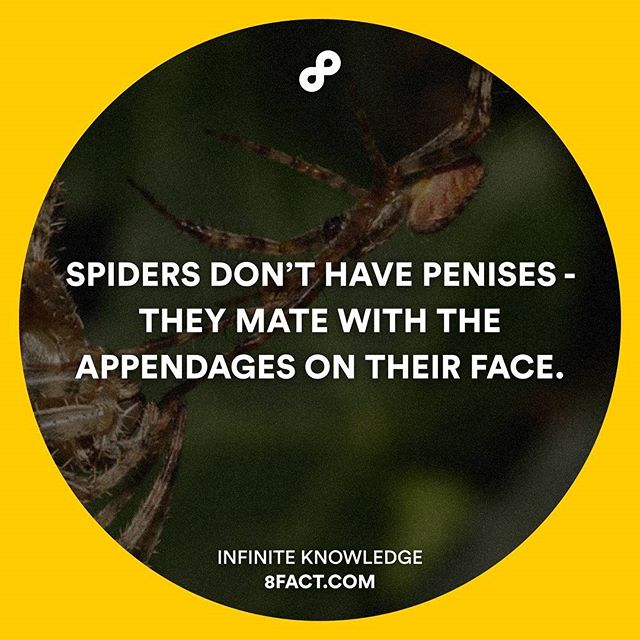 SPIDERS DON’T HAVE PENISES -
THEY MATE WITH THE
APPENDAGES ON THEIR FACE.
INFINITE KNOWLEDGE
8FACT.COM